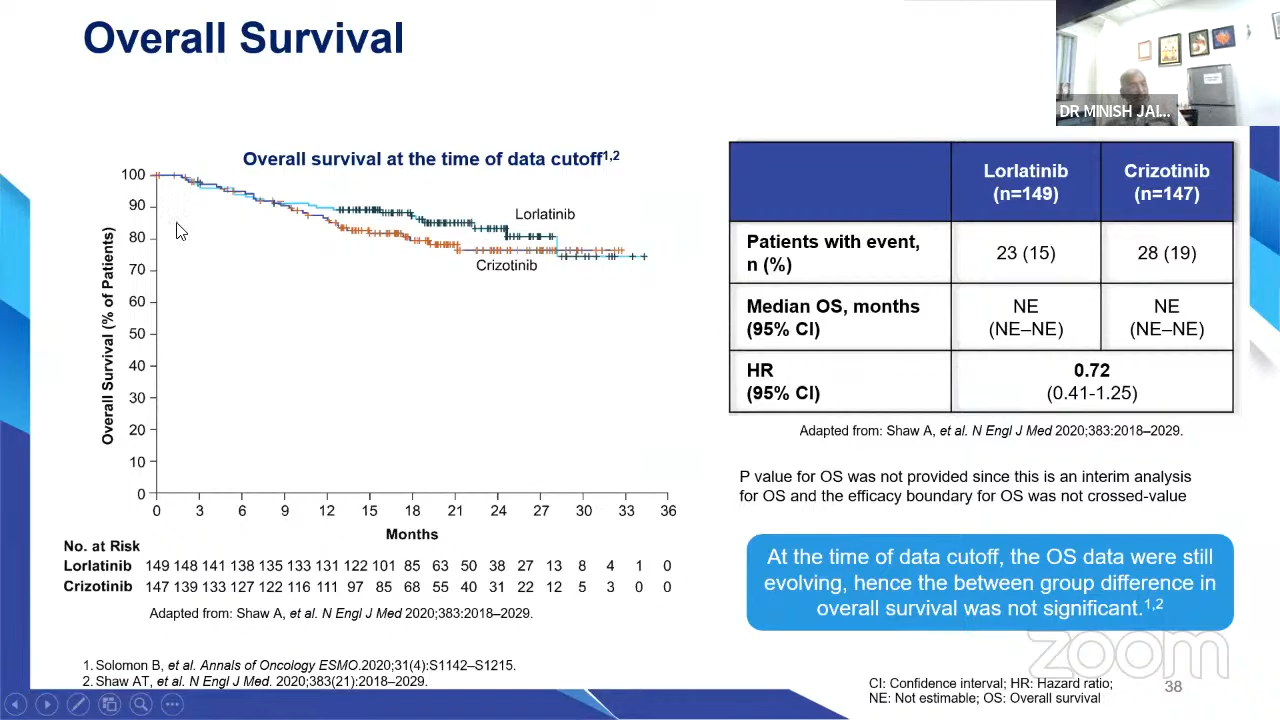 Overall Survival
DR MINISH JAI...
Overall survival at the time of data cutoff1,2
Overall Survival (% of Patients)
100
90
80
70
60
50
40
30
20
10
0
Lorlatinib
Crizotinib
0 3 6 9 12 15 18 21 24 27 30 33 36
Months
No. at Risk
Lorlatinib 149 148 141 138 135 133 131 122 101 85 63 50 38 27 13 8 4 1 0
Crizotinib 147 139 133 127 122 116 111 97 85 68 55 40 31 22 12 5 3 0 0
Adapted from: Shaw A, et al. N Engl J Med 2020;383:2018–2029.
Lorlatinib Crizotinib
(n=149) (n=147)
Patients with event,
n (%)
23 (15) 28 (19)
Median OS, months
(95% CI)
NE NE
(NE–NE) (NE–NE)
HR
(95% CI)
0.72
(0.41-1.25)
Adapted from: Shaw A, et al. N Engl J Med 2020;383:2018–2029.
P value for OS was not provided since this is an interim analysis
for OS and the efficacy boundary for OS was not crossed-value
At the time of data cutoff, the OS data were still
evolving, hence the between group difference in
overall survival was not significant.1,2
zoom
1. Solomon B, et al. Annals of Oncology ESMO.2020;31(4):S1142–S1215.
2. Shaw AT, et al. N Engl J Med. 2020;383(21):2018–2029.
CI: Confidence interval; HR: Hazard ratio;
NE: Not estimable; OS: Overall survival
38